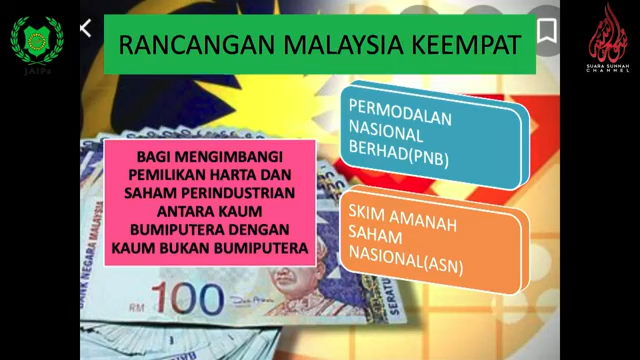 JAIPs
RANCANGAN MALAYSIA KEEMPAT
SUARA SUNNAH
CHANNEL
PERMODALAN
NASIONAL
BERHAD(PNB)
BAGI MENGIMBANGI
PEMILIKAN HARTA DAN
SAHAM PERINDUSTRIAN
ANTARA KAUM
BUMIPUTERA DENGAN
KAUM BUKAN BUMIPUTERA
SKIM AMANAH
SAHAM
NASIONAL(ASN)
BANK NEGARA MALAYSIA
RM 100
SERATUS